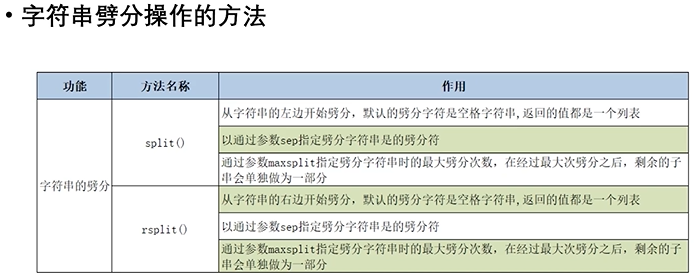 • 字符串劈分操作的方法
功能 方法名称 作用
从字符串的左边开始劈分，默认的劈分字符是空格字符串,返回的值都是一个列表
split() 以通过参数sep指定劈分字符串是的劈分符
通过参数maxsplit指定劈分字符串时的最大劈分次数，在经过最大次劈分之后，剩余的子
串会单独做为一部分
字符串的劈分
从字符串的右边开始劈分，默认的劈分字符是空格字符串,返回的值都是一个列表
rsplit() 以通过参数sep指定劈分字符串是的劈分符
通过参数maxsplit指定劈分字符串时的最大劈分次数，在经过最大次劈分之后，剩余的子
串会单独做为一部分